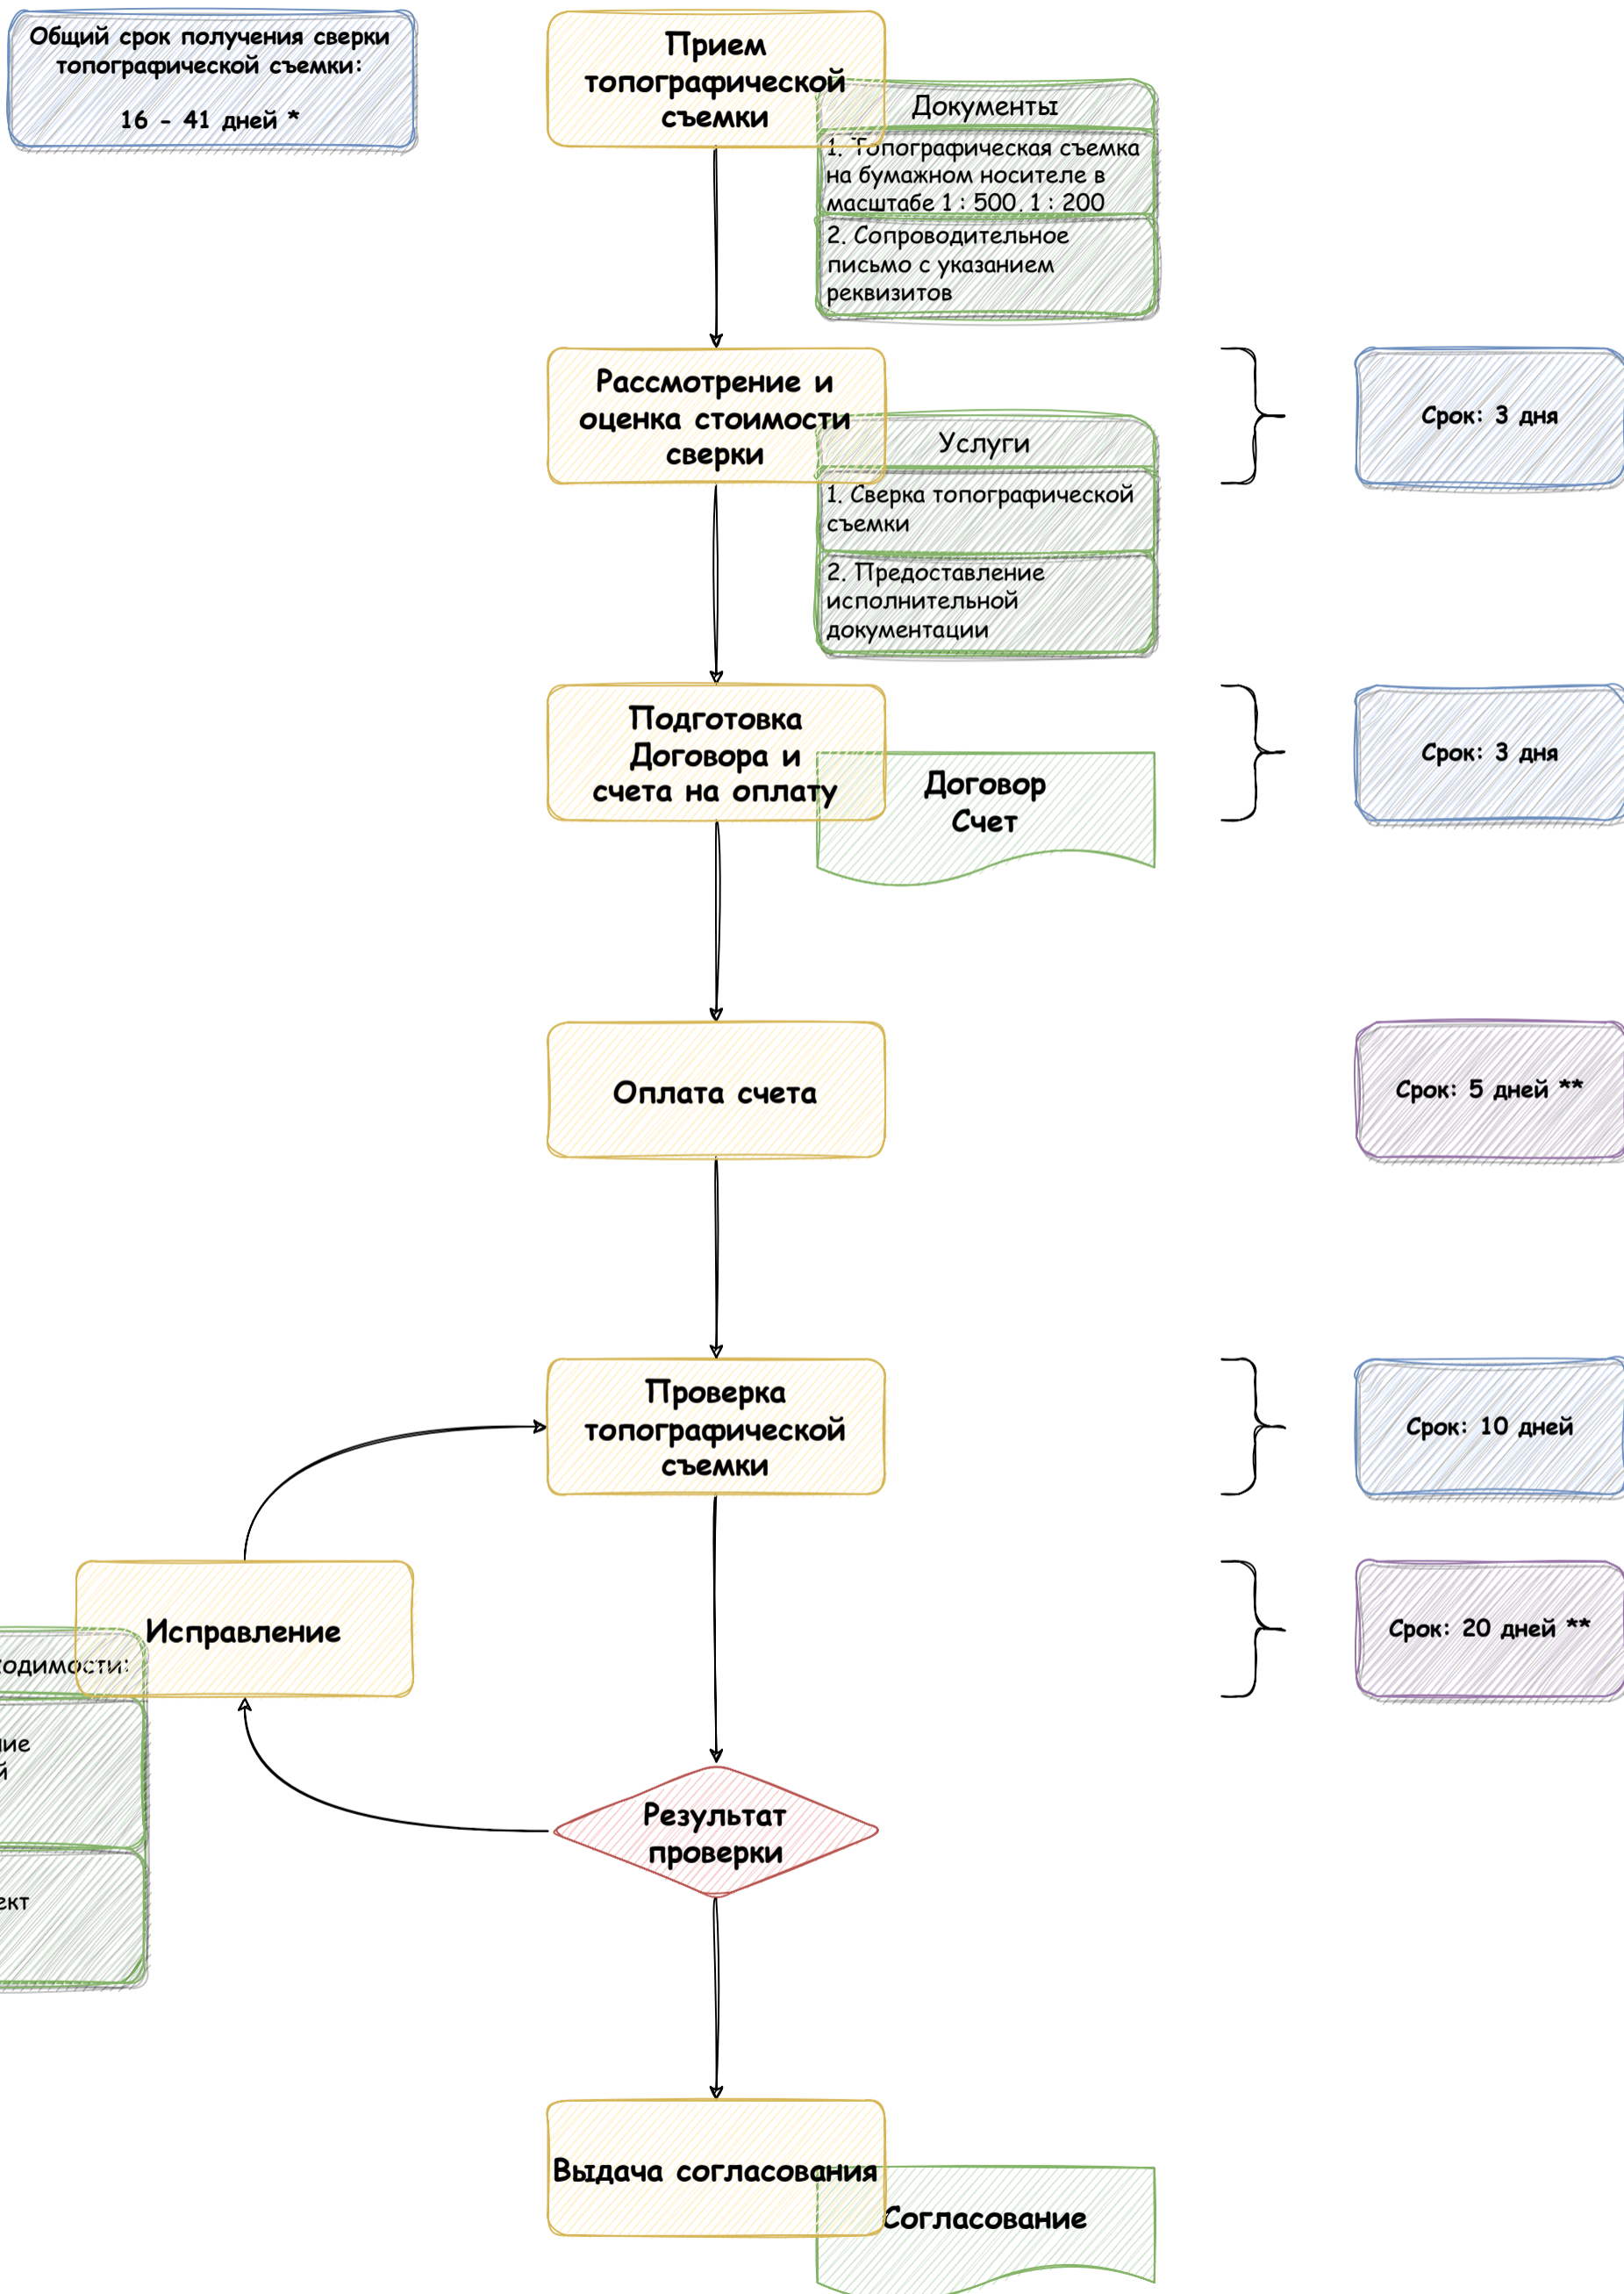 Общий срок получения сверки
топографической съемки:
16 - 41 дней *
Прием
топографической
съемки
Документы
1. Топографическая съемка
на бумажном носителе в
масштабе 1 : 500, 1 : 200
2. Сопроводительное
письмо с указанием
реквизитов
Рассмотрение и
оценка стоимости
сверки
Срок: 3 дня
Услуги
1. Сверка топографической
съемки
2. Предоставление
исполнительной
документации
Подготовка
Договора и
счета на оплату
Срок: 3 дня
Договор
Счет
Оплата счета
Срок: 5 дней **
Проверка
топографической
съемки
Срок: 10 дней
Исправление
Срок: 20 дней **
Результат
проверки
Выдача согласования
Согласование